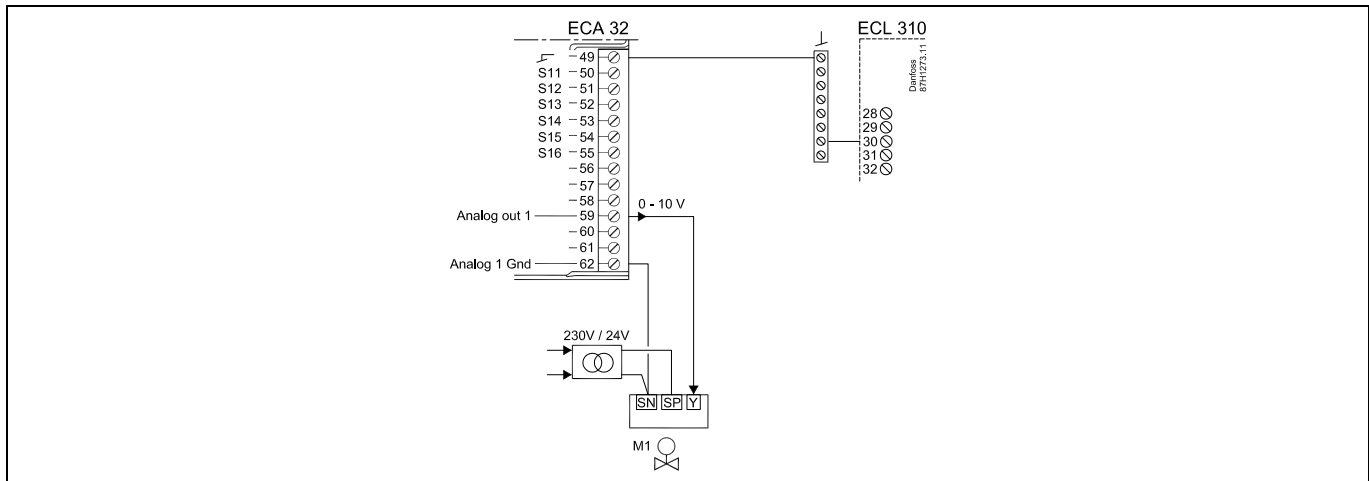 ECA 32
ECL 310
49
S11 50
S12 51
S13 52
S14 53
S15 54
S16 55
56
57
58
Analog out 1 59
0 - 10 V
60
61
Analog 1 Gnd 62
Danfoss
87H1273.11
28
29
30
31
32
230V / 24V
SN SP Y
M1